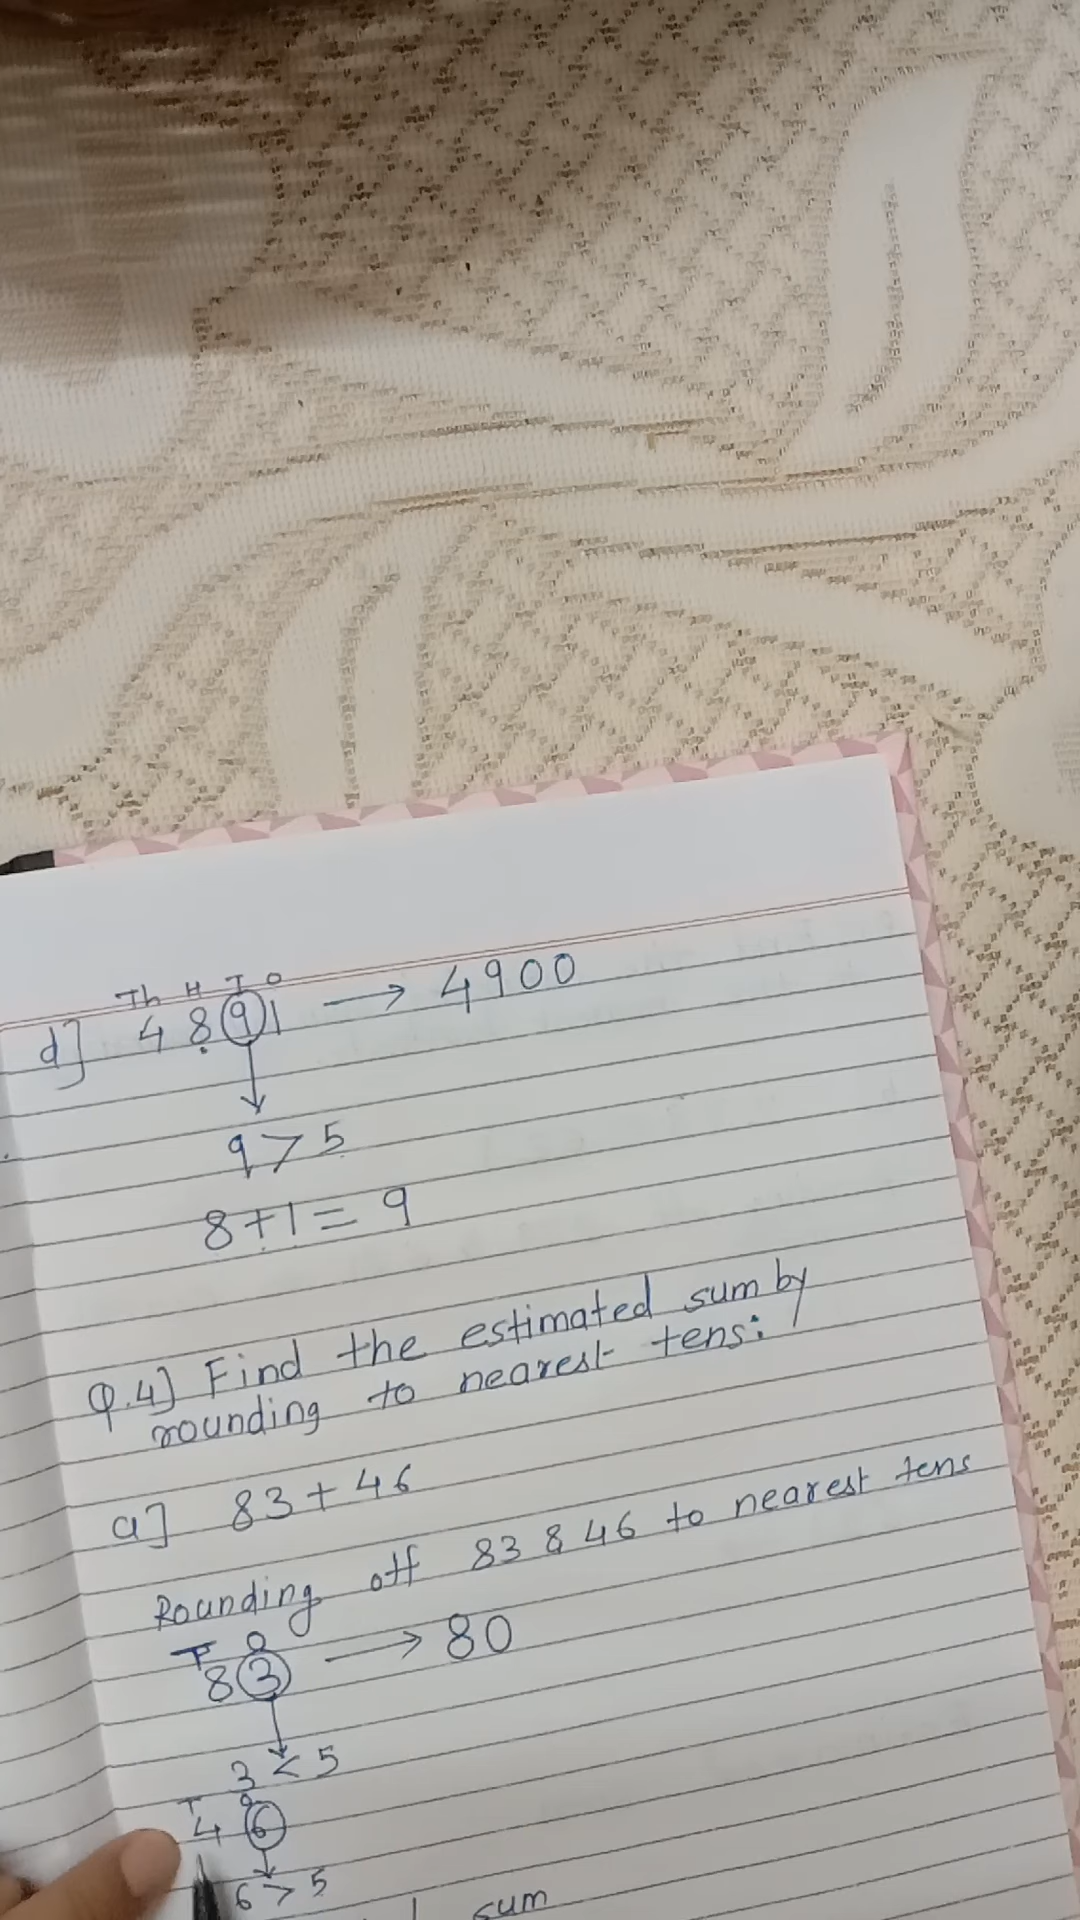 Th H T O
d] 4 8 9 1 → 4900
9 > 5
8+1 = 9
Q.4] Find the estimated sum by
rounding to nearest tens:
a] 83 + 46
Rounding off 83 & 46 to nearest tens
T O
8 3 → 80
3 < 5
T O
4 6
6 > 5
sum